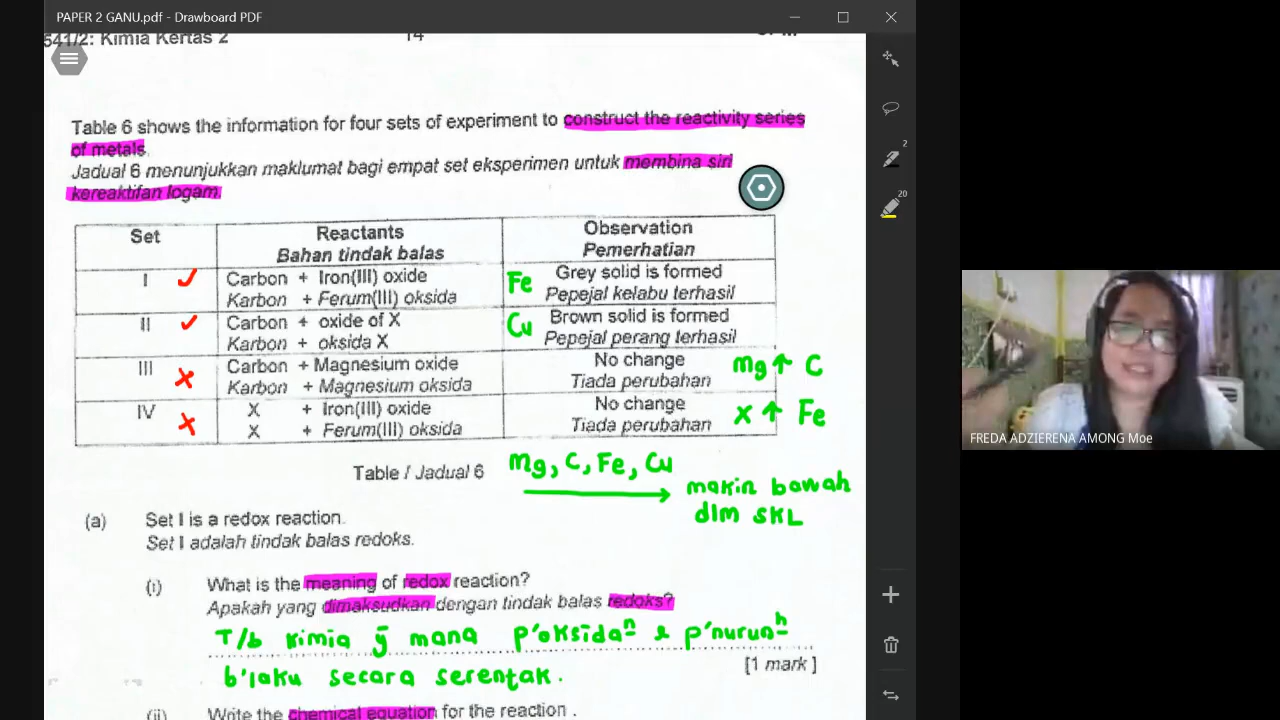 PAPER 2 GANU.pdf - Drawboard PDF
541/2: Kimia Kertas 2 14
Table 6 shows the information for four sets of experiment to construct the reactivity series
of metals.
Jadual 6 menunjukkan maklumat bagi empat set eksperimen untuk membina siri
kereaktifan logam.
Set
Reactants
Bahan tindak balas
Observation
Pemerhatian
I ✓
Carbon + Iron(III) oxide
Karbon + Ferum(III) oksida
Fe
Grey solid is formed
Pepejal kelabu terhasil
II ✓
Carbon + oxide of X
Karbon + oksida X
Cu
Brown solid is formed
Pepejal perang terhasil
III ✗
Carbon + Magnesium oxide
Karbon + Magnesium oksida
No change
Tiada perubahan
Mg ↑ C
IV ✗
X + Iron(III) oxide
X + Ferum(III) oksida
No change
Tiada perubahan
X ↑ Fe
Table / Jadual 6
Mg, C, Fe, Cu
makin bawah
dlm SKL
(a) Set I is a redox reaction.
Set I adalah tindak balas redoks.
(i) What is the meaning of redox reaction?
Apakah yang dimaksudkan dengan tindak balas redoks?
T/b kimia ȳ mana p'oksidaⁿ & p'nurunⁿ
[1 mark]
b'laku secara serentak.
(ii) Write the chemical equation for the reaction .
2
20
FREDA ADZIERENA AMONG Moe